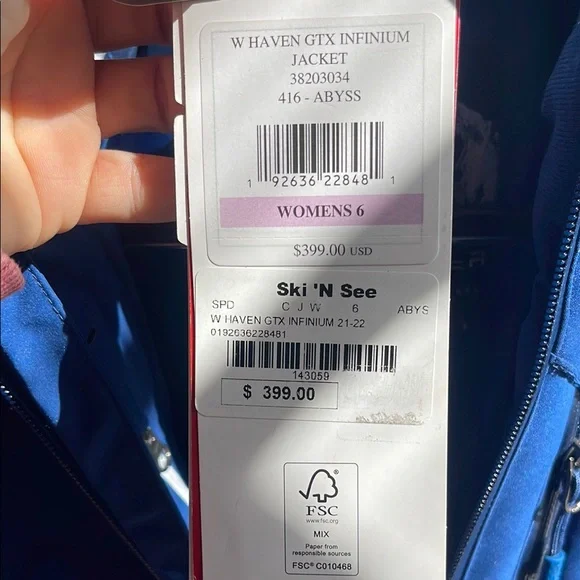 W HAVEN GTX INFINIUM
JACKET
38203034
416 - ABYSS
1 92636 22848 1
WOMENS 6
$399.00 USD
Ski 'N See
SPD C J W 6 ABYS
W HAVEN GTX INFINIUM 21-22
0192636228481
143059
$ 399.00
FSC
www.fsc.org
MIX
Paper from
responsible sources
FSC® C010468